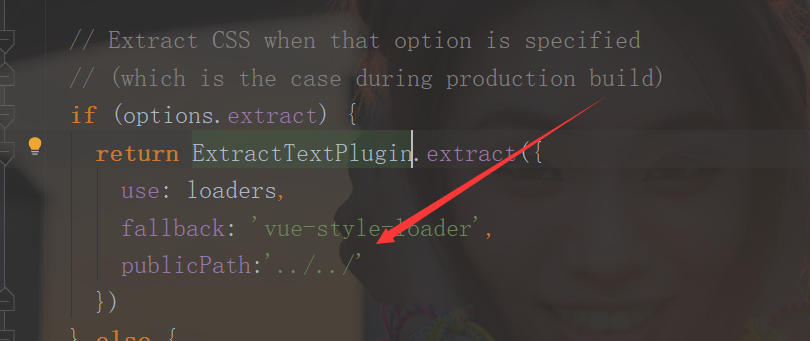 // Extract CSS when that option is specified
// (which is the case during production build)
if (options.extract) {
return ExtractTextPlugin.extract({
use: loaders,
fallback: 'vue-style-loader',
publicPath:'../../'
})
} else {